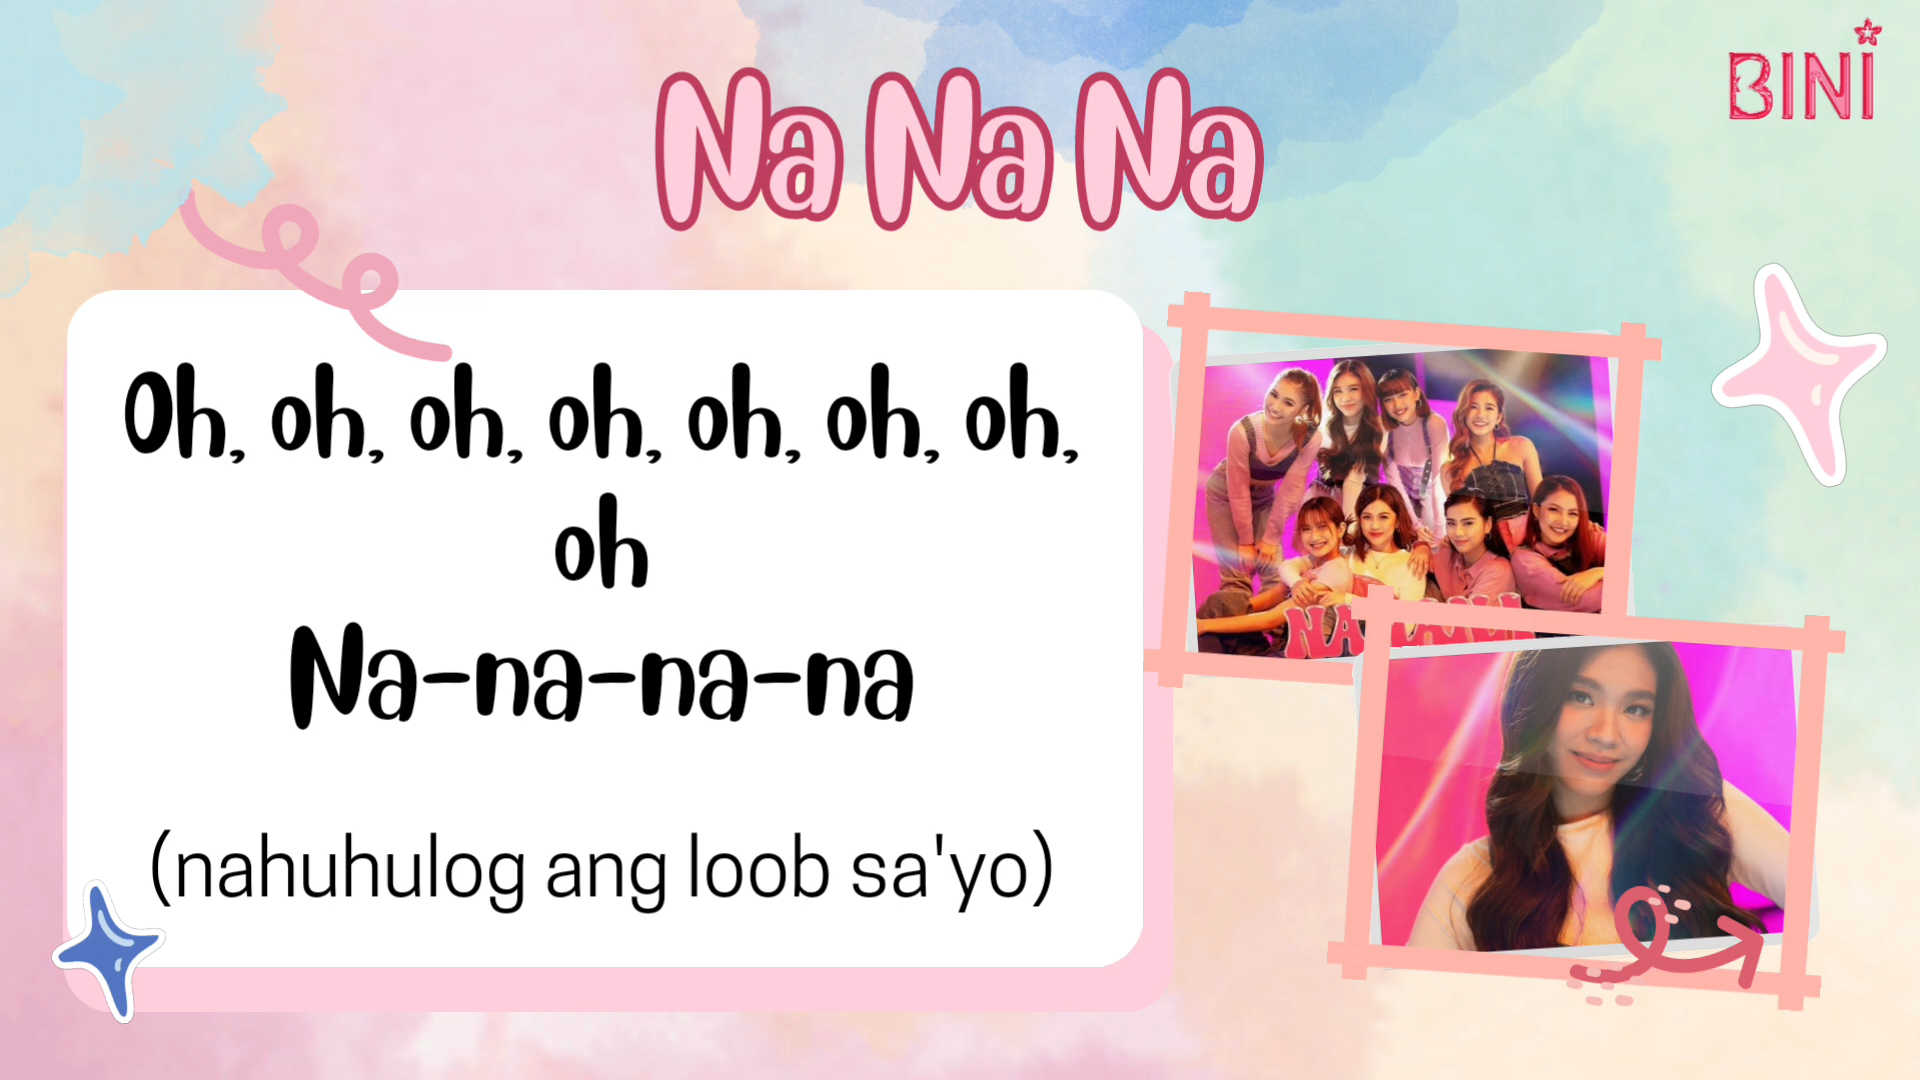 BINI
Na Na Na
Oh, oh, oh, oh, oh, oh, oh,
oh
Na-na-na-na
(nahuhulog ang loob sa'yo)
NA